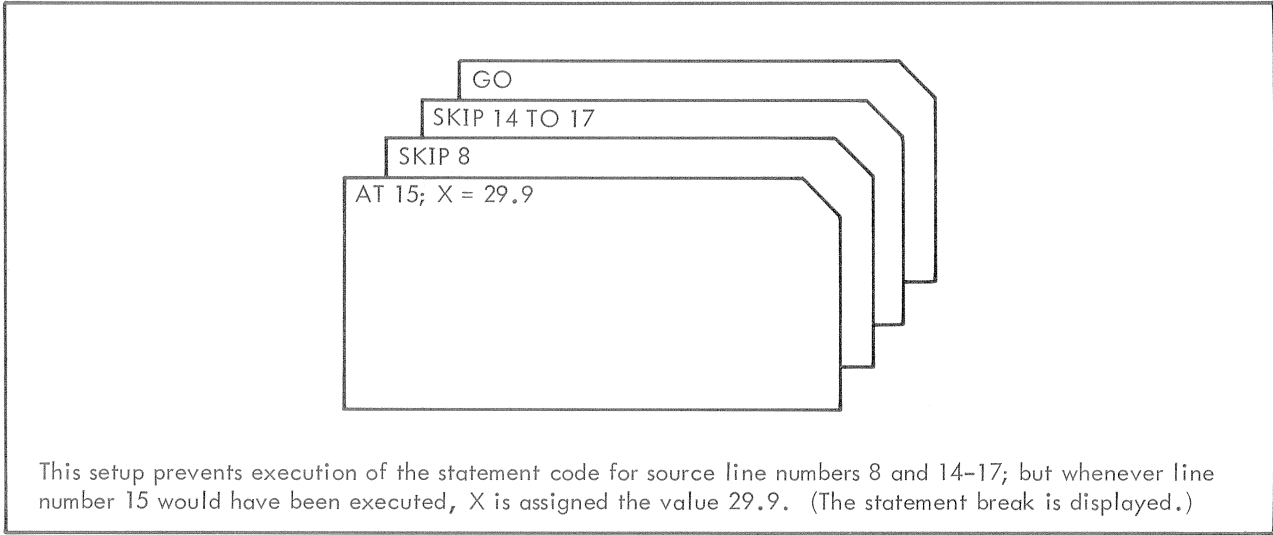 GO
SKIP 14 TO 17
SKIP 8
AT 15; X = 29.9
This setup prevents execution of the statement code for source line numbers 8 and 14-17; but whenever line
number 15 would have been executed, X is assigned the value 29.9. (The statement break is displayed.)